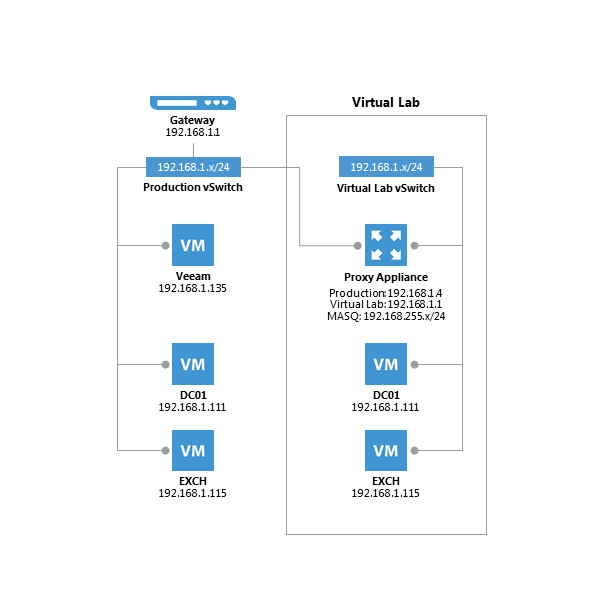 Virtual Lab
Gateway
192.168.1.1
192.168.1.x/24
Production vSwitch
192.168.1.x/24
Virtual Lab vSwitch
VM
Veeam
192.168.1.135
Proxy Appliance
Production:192.168.1.4
Virtual Lab:192.168.1.1
MASQ: 192.168.255.x/24
VM
DC01
192.168.1.111
VM
DC01
192.168.1.111
VM
EXCH
192.168.1.115
VM
EXCH
192.168.1.115